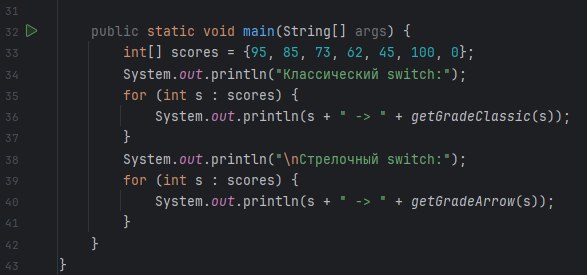 31
32 public static void main(String[] args) {
33 int[] scores = {95, 85, 73, 62, 45, 100, 0};
34 System.out.println("Классический switch:");
35 for (int s : scores) {
36 System.out.println(s + " -> " + getGradeClassic(s));
37 }
38 System.out.println("\nСтрелочный switch:");
39 for (int s : scores) {
40 System.out.println(s + " -> " + getGradeArrow(s));
41 }
42 }
43 }